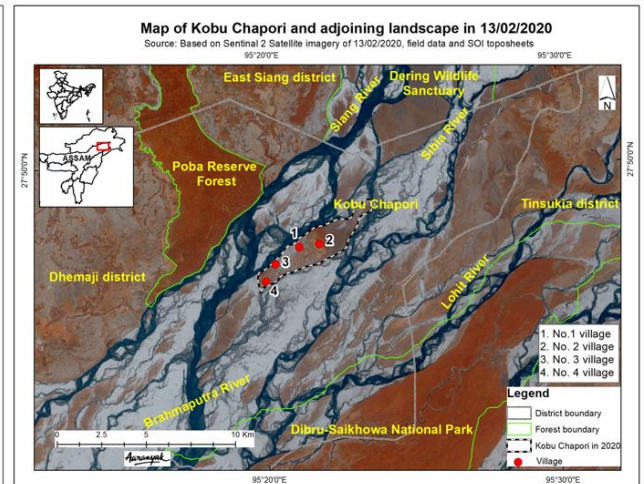 Map of Kobu Chapori and adjoining landscape in 13/02/2020
Source: Based on Sentinal 2 Satellite imagery of 13/02/2020, field data and SOI toposheets
95°20'0"E
95°30'0"E
East Siang district
Siang River
Dering Wildlife
Sanctuary
Sibia River
N
ASSAM
Poba Reserve
Forest
27°50'0"N
27°50'0"N
Kobu Chapori
Tinsukia district
1
2
3
4
Dhemaji district
Lohit River
1. No.1 village
2. No. 2 village
3. No. 3 village
4. No. 4 village
Brahmaputra River
Dibru-Saikhowa National Park
Legend
District boundary
Forest boundary
Kobu Chapori in 2020
Village
0 2.5 5 10 Km
Aaranyak
95°20'0"E
95°30'0"E